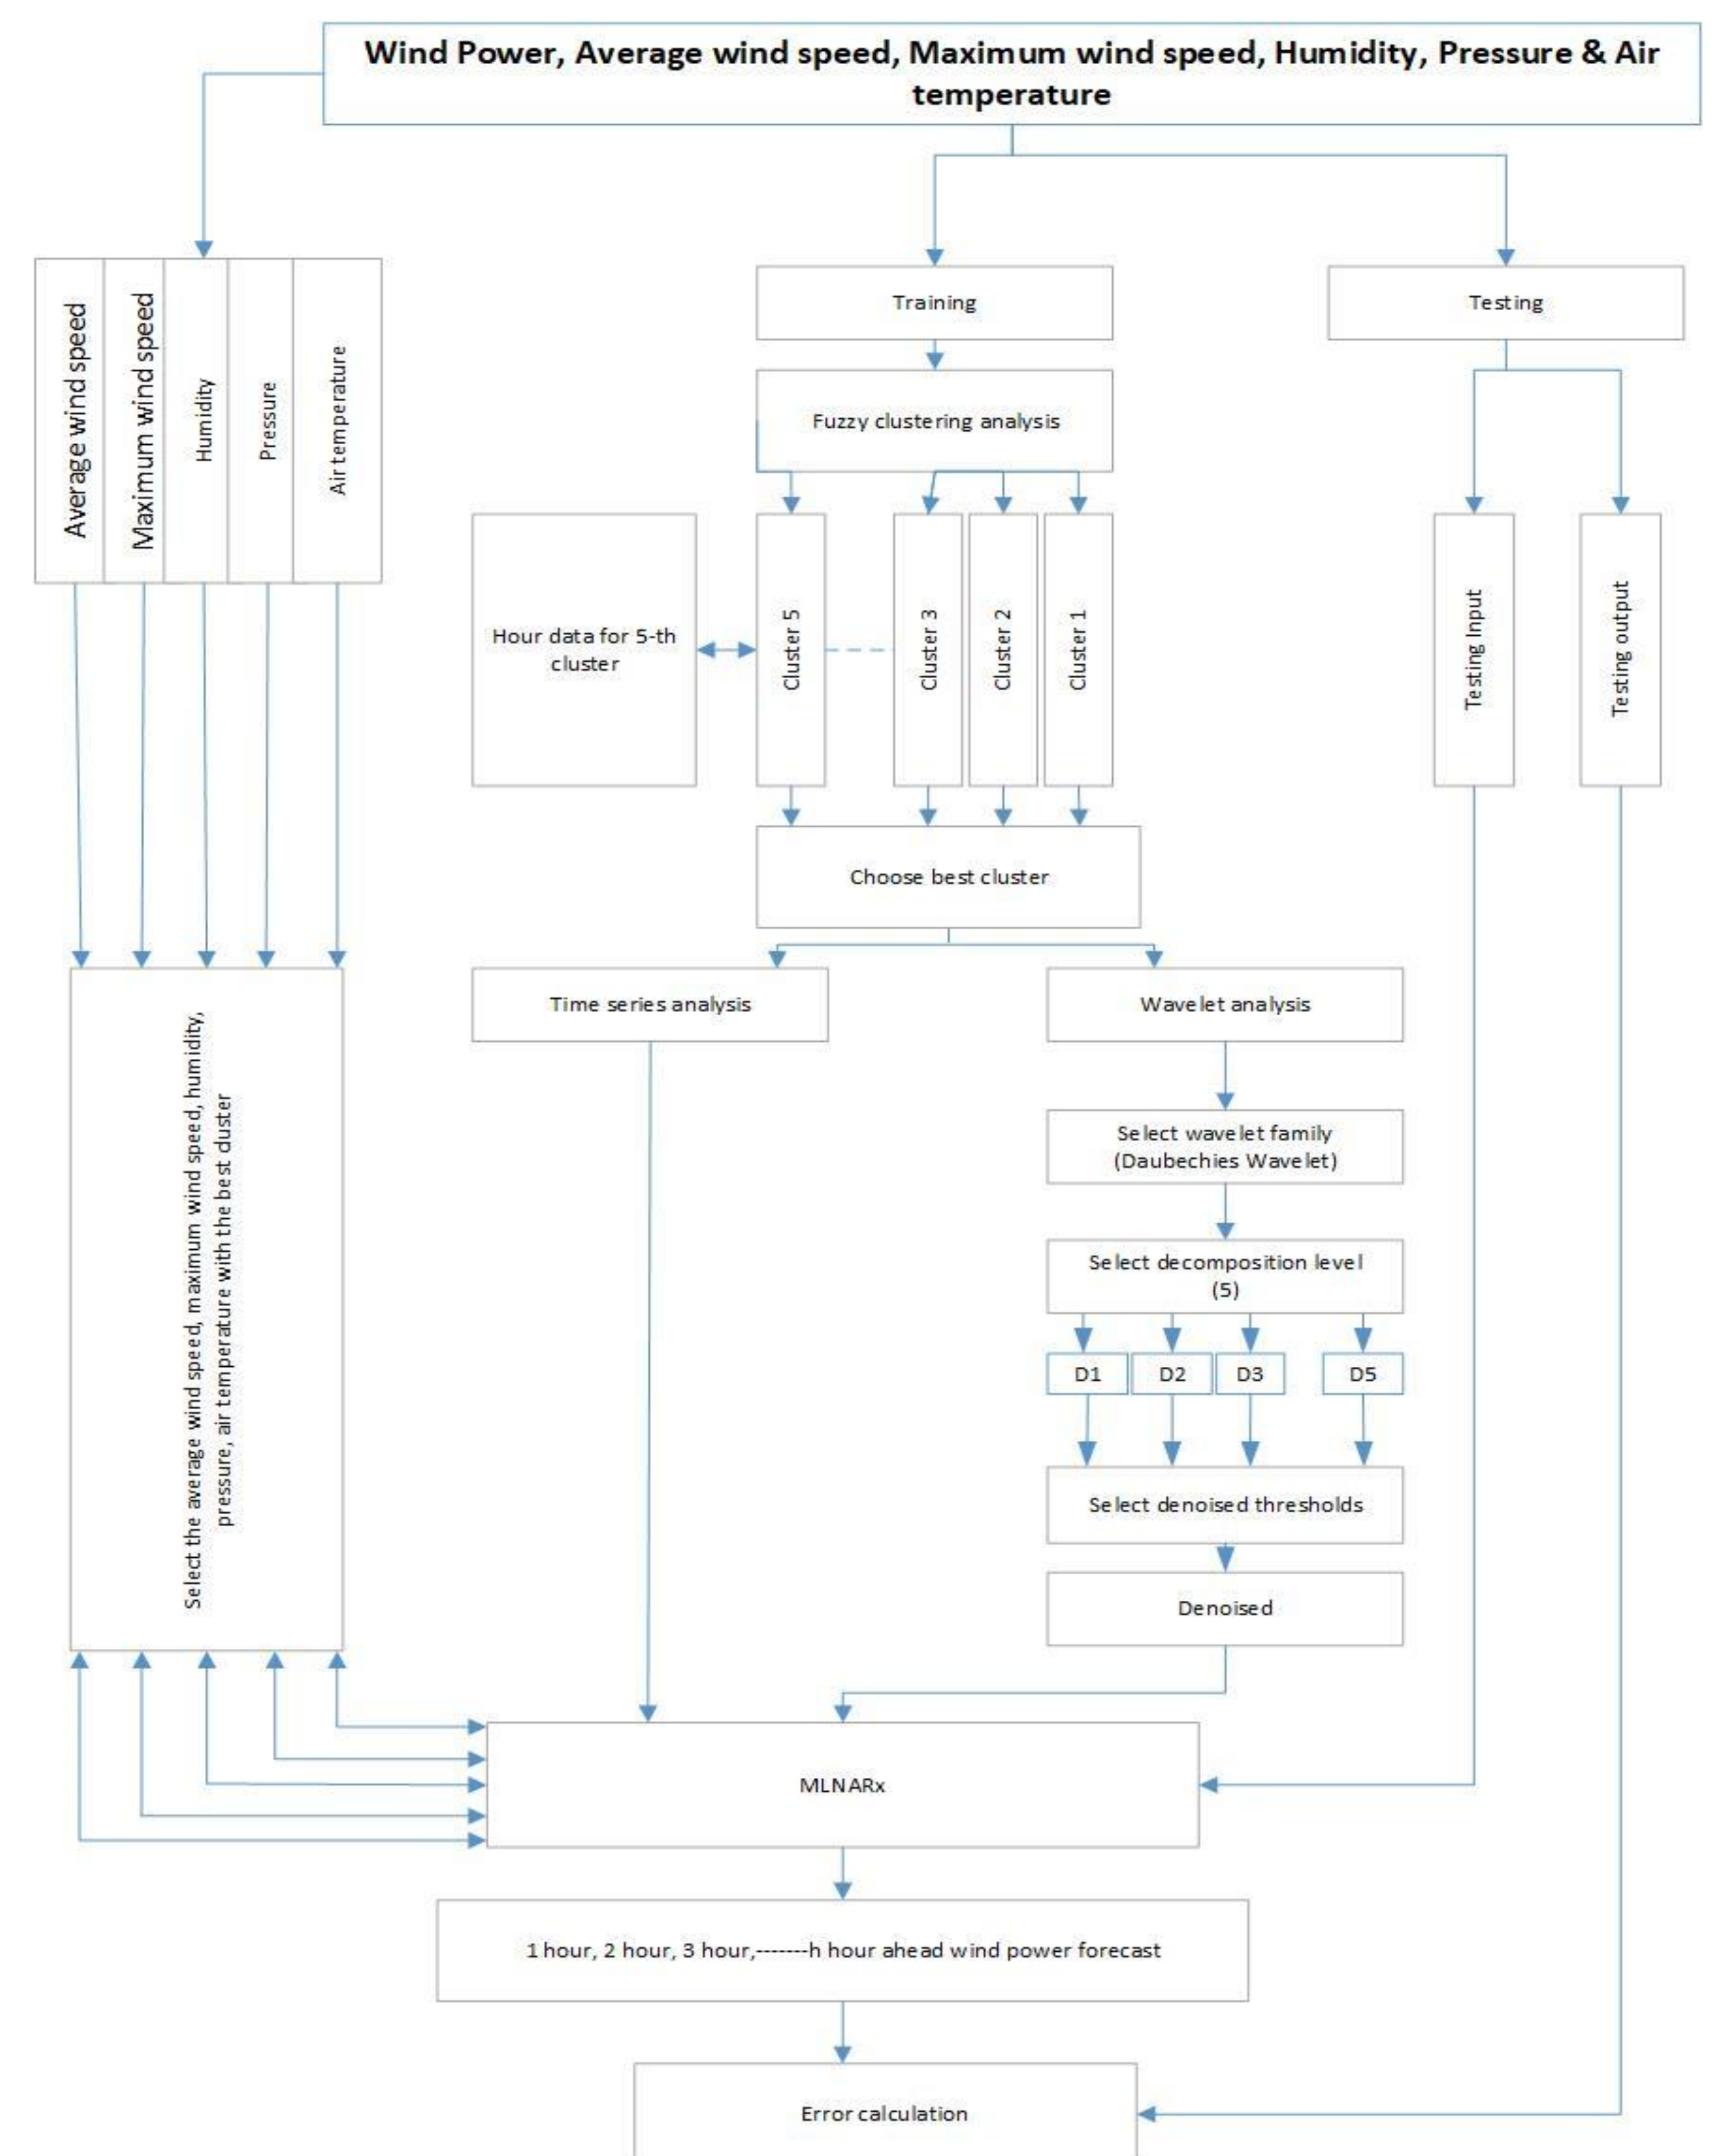 Wind Power, Average wind speed, Maximum wind speed, Humidity, Pressure & Air
temperature
Average wind speed
Maximum wind speed
Humidity
Pressure
Air temperature
Training
Testing
Fuzzy clustering analysis
Hour data for 5-th
cluster
Cluster 5
Cluster 3
Cluster 2
Cluster 1
Testing Input
Testing output
Choose best cluster
Time series analysis
Wavelet analysis
Select the average wind speed, maximum wind speed, humidity,
pressure, air temperature with the best duster
Select wavelet family
(Daubechies Wavelet)
Select decomposition level
(5)
D1
D2
D3
D5
Select denoised thresholds
Denoised
MLNARx
1 hour, 2 hour, 3 hour,-------h hour ahead wind power forecast
Error calculation